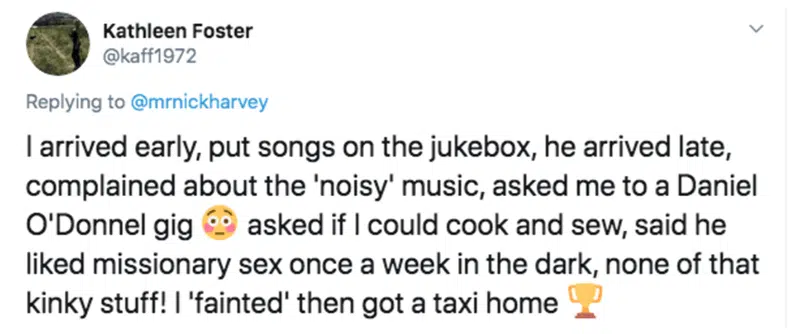 Kathleen Foster
@kaff1972
Replying to @mrnickharvey
I arrived early, put songs on the jukebox, he arrived late,
complained about the 'noisy' music, asked me to a Daniel
O'Donnel gig 😳 asked if I could cook and sew, said he
liked missionary sex once a week in the dark, none of that
kinky stuff! I 'fainted' then got a taxi home 🏆